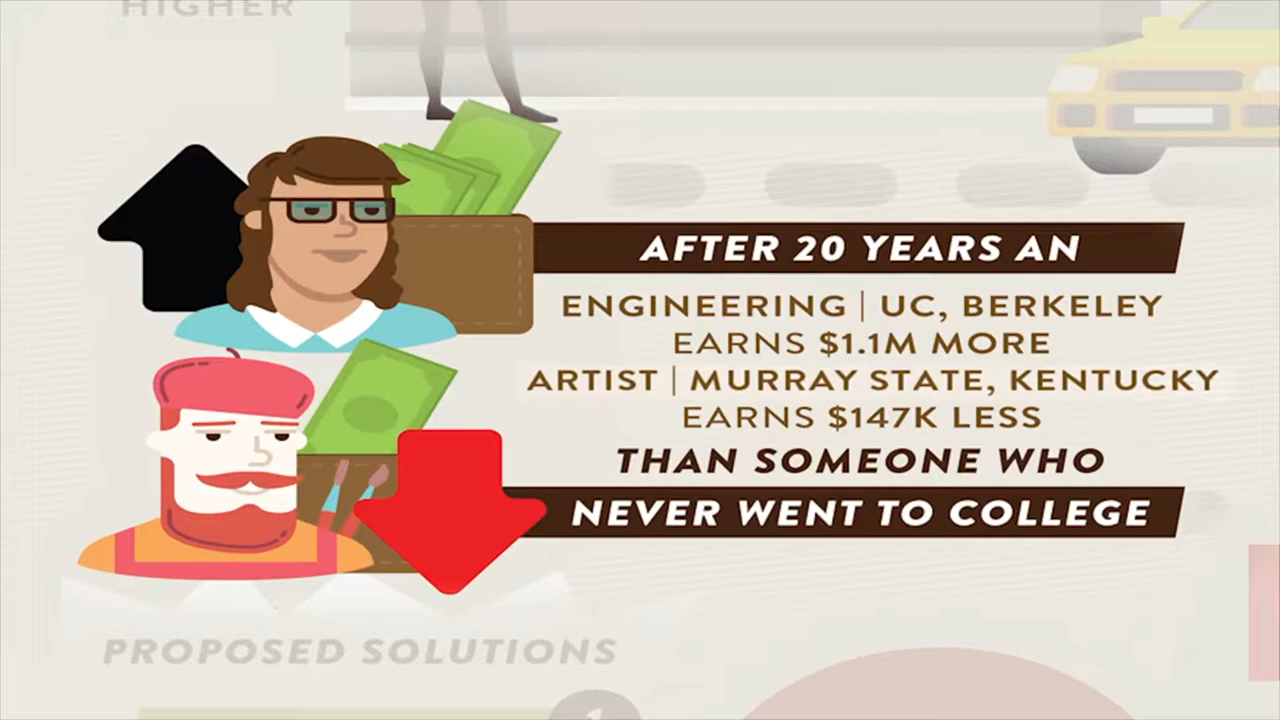 HIGHER
AFTER 20 YEARS AN
ENGINEERING | UC, BERKELEY
EARNS $1.1M MORE
ARTIST | MURRAY STATE, KENTUCKY
EARNS $147K LESS
THAN SOMEONE WHO
NEVER WENT TO COLLEGE
PROPOSED SOLUTIONS
1